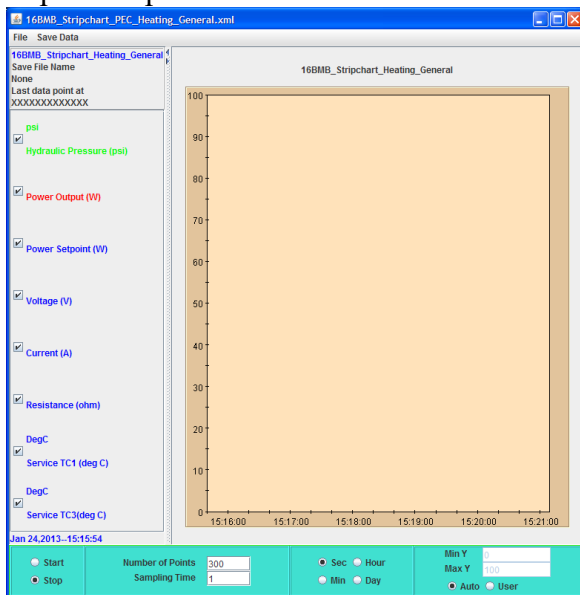 16BMB_Stripchart_PEC_Heating_General.xml
File Save Data
16BMB_Stripchart_Heating_General
Save File Name
None
Last data point at
XXXXXXXXXXXXX
psi
Hydraulic Pressure (psi)
Power Output (W)
Power Setpoint (W)
Voltage (V)
Current (A)
Resistance (ohm)
DegC
Service TC1 (deg C)
DegC
Service TC3(deg C)
Jan 24,2013--15:15:54
16BMB_Stripchart_Heating_General
100
90
80
70
60
50
40
30
20
10
0
15:16:00 15:17:00 15:18:00 15:19:00 15:20:00 15:21:00
Start
Stop
Number of Points 300
Sampling Time 1
Sec Hour
Min Day
Min Y 0
Max Y 100
Auto User